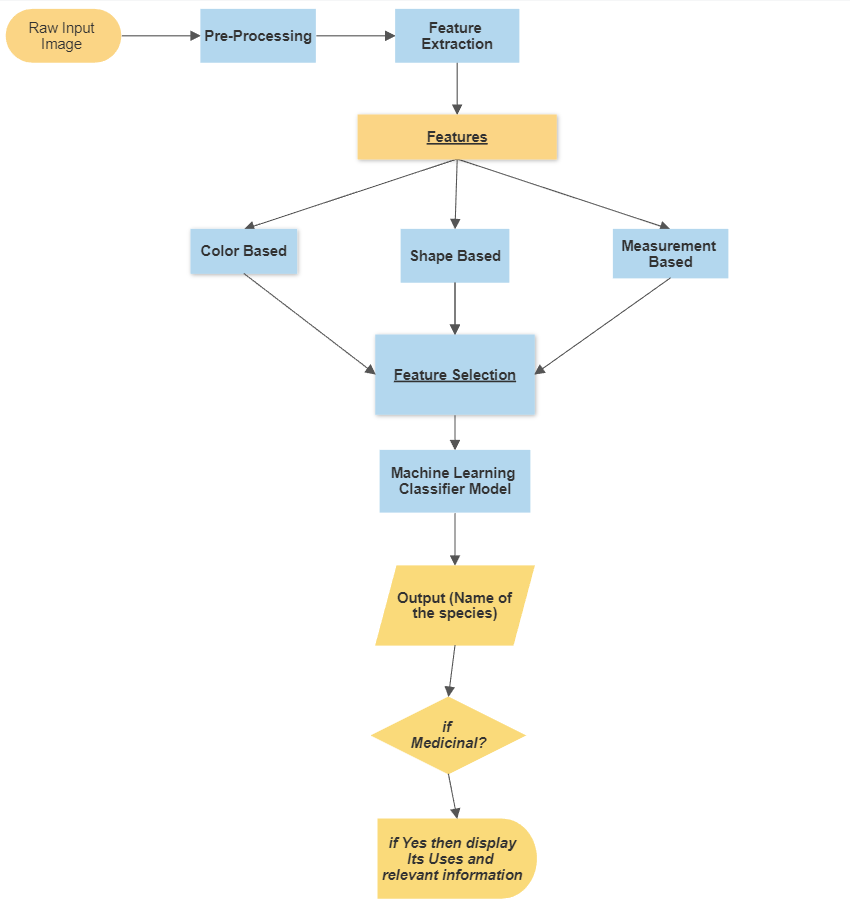 Raw Input
Image
Pre-Processing
Feature
Extraction
Features
Color Based
Shape Based
Measurement
Based
Feature Selection
Machine Learning
Classifier Model
Output (Name of
the species)
if
Medicinal?
if Yes then display
Its Uses and
relevant information